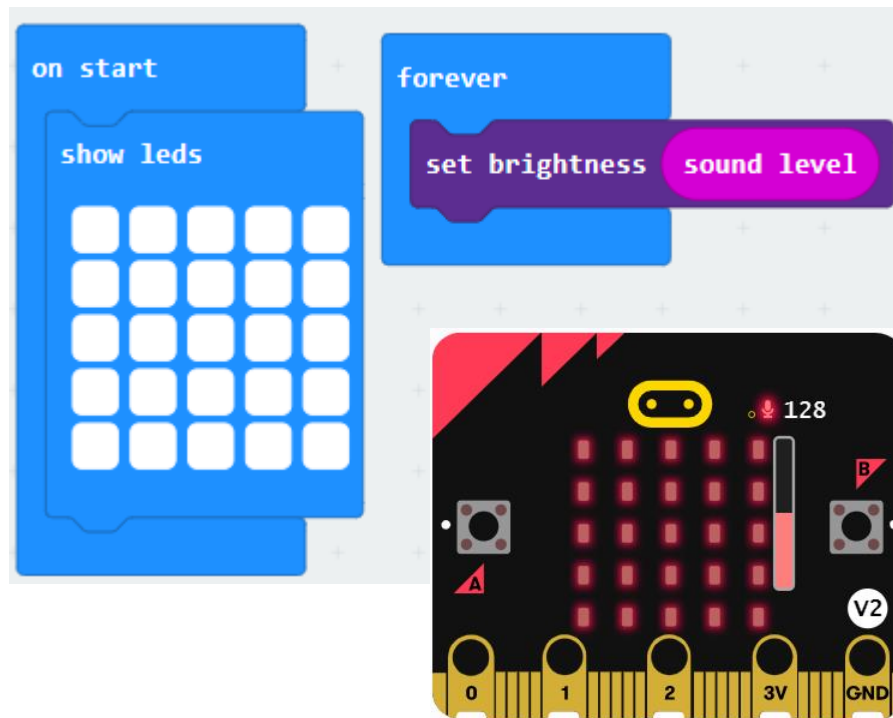 on start
show leds
forever
set brightness sound level
128
B
A
V2
0 1 2 3V GND